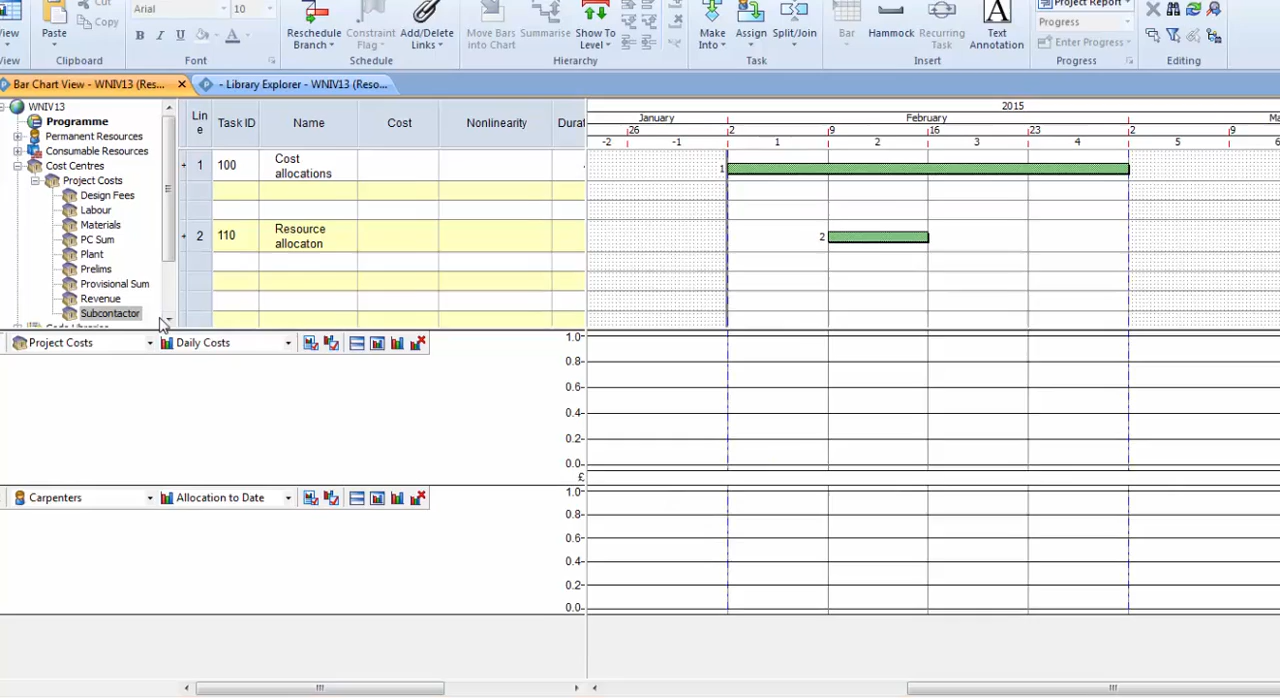 Cut
Arial 10
Project Report
View
Paste
Copy
B I U A
Reschedule Branch
Constraint Flag
Add/Delete Links
Move Bars into Chart
Summarise
Show To Level
Make Into
Assign
Split/Join
Bar
Hammock
Recurring Task
A
Text Annotation
Progress
Enter Progress
View
Clipboard
Font
Schedule
Hierarchy
Task
Insert
Progress
Editing
Bar Chart View - WNIV13 (Res...
- Library Explorer - WNIV13 (Reso...
WNIV13
Programme
Permanent Resources
Consumable Resources
Cost Centres
Project Costs
Design Fees
Labour
Materials
PC Sum
Plant
Prelims
Provisional Sum
Revenue
Subcontactor
Code Libraries
Lin e
Task ID
Name
Cost
Nonlinearity
Durat
1 100 Cost allocations
2 110 Resource allocaton
2015
January February Ma
26 2 9 16 23 2 9
-2 -1 1 2 3 4 5 6
1
2
Project Costs
Daily Costs
1.0
0.8
0.6
0.4
0.2
0.0
£
Carpenters
Allocation to Date
1.0
0.8
0.6
0.4
0.2
0.0